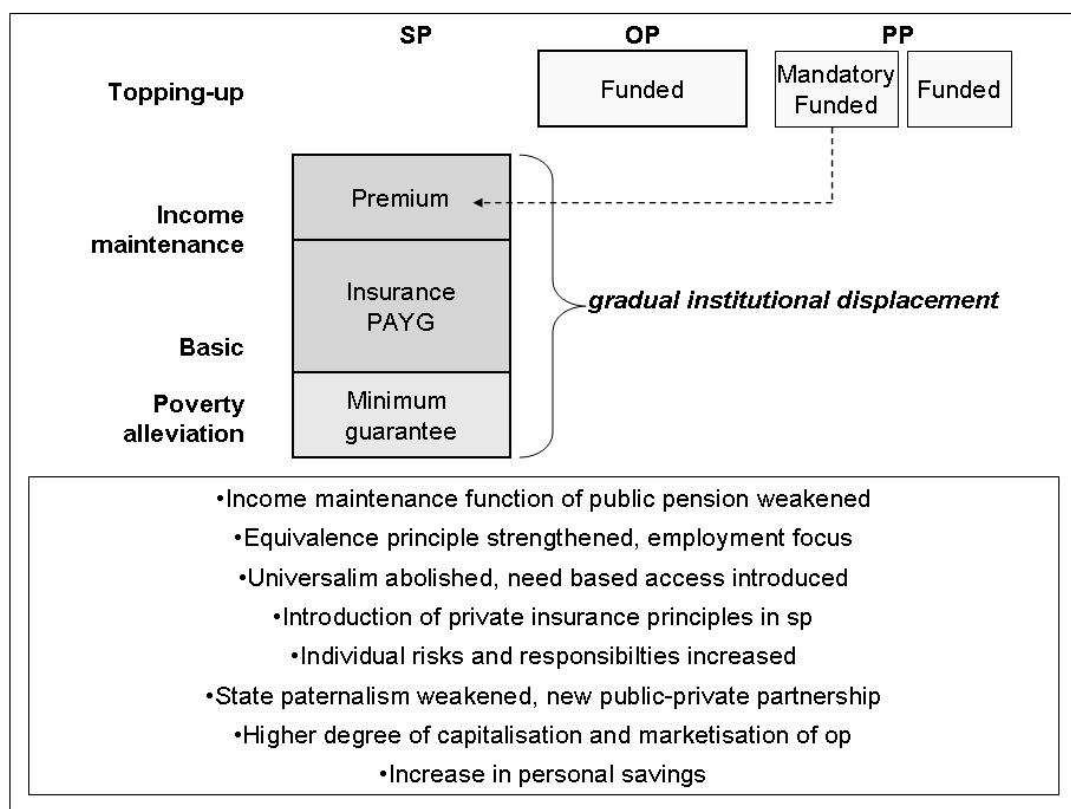 SP OP PP
Topping-up
Funded
Mandatory
Funded
Funded
Premium
Income
maintenance
Insurance
PAYG
gradual institutional displacement
Basic
Poverty
alleviation
Minimum
guarantee
•Income maintenance function of public pension weakened
•Equivalence principle strengthened, employment focus
•Universalim abolished, need based access introduced
•Introduction of private insurance principles in sp
•Individual risks and responsibilties increased
•State paternalism weakened, new public-private partnership
•Higher degree of capitalisation and marketisation of op
•Increase in personal savings